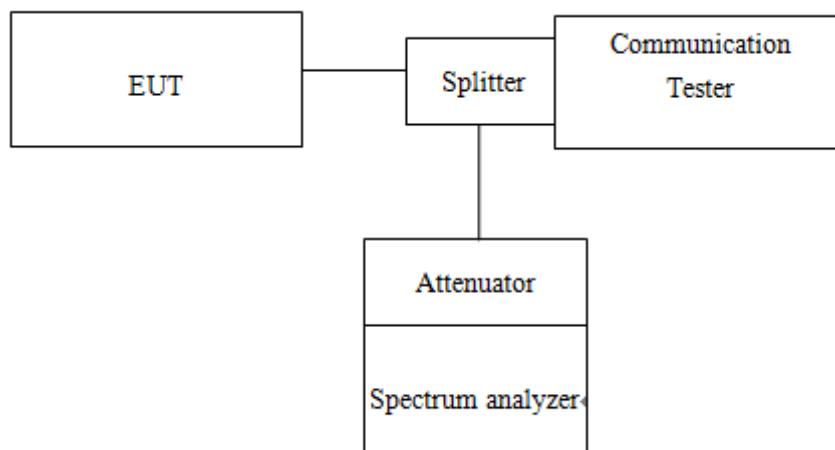 EUT
Splitter
Communication
Tester
Attenuator
Spectrum analyzer